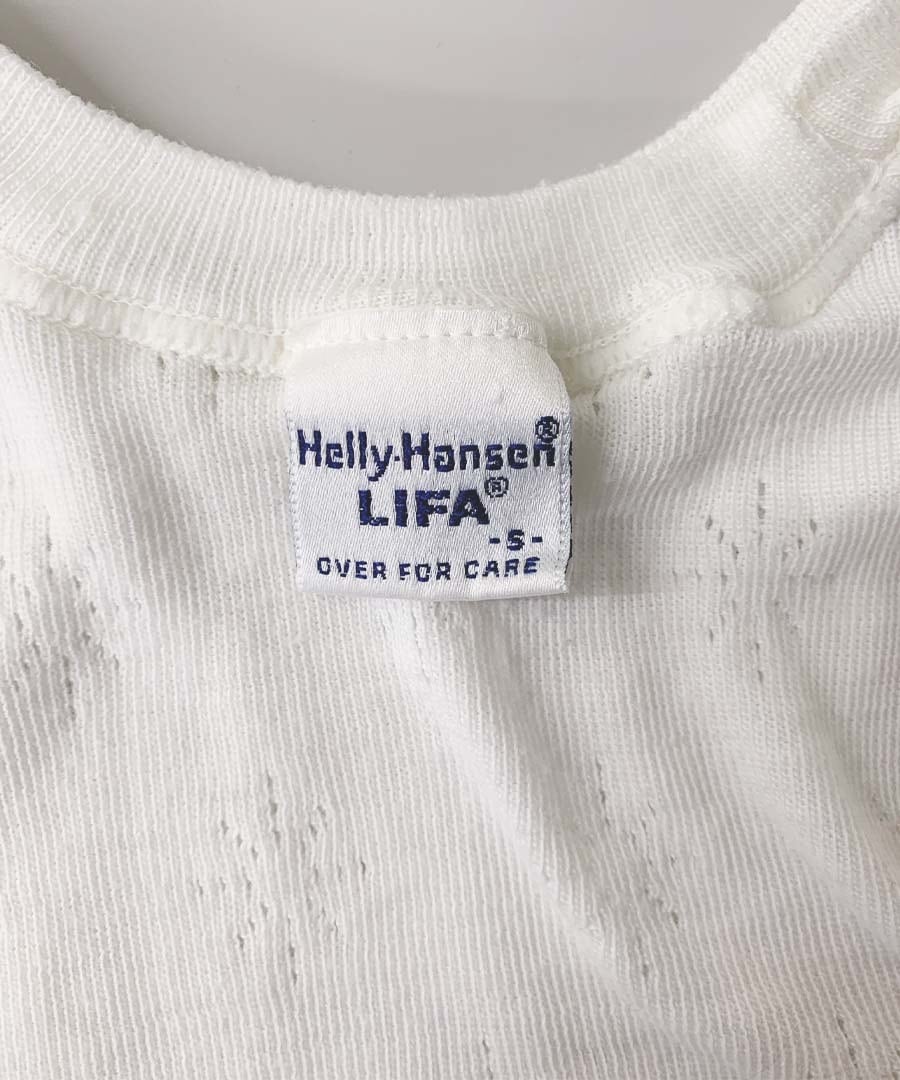 Helly-Hansen®
LIFA®
-S-
OVER FOR CARE